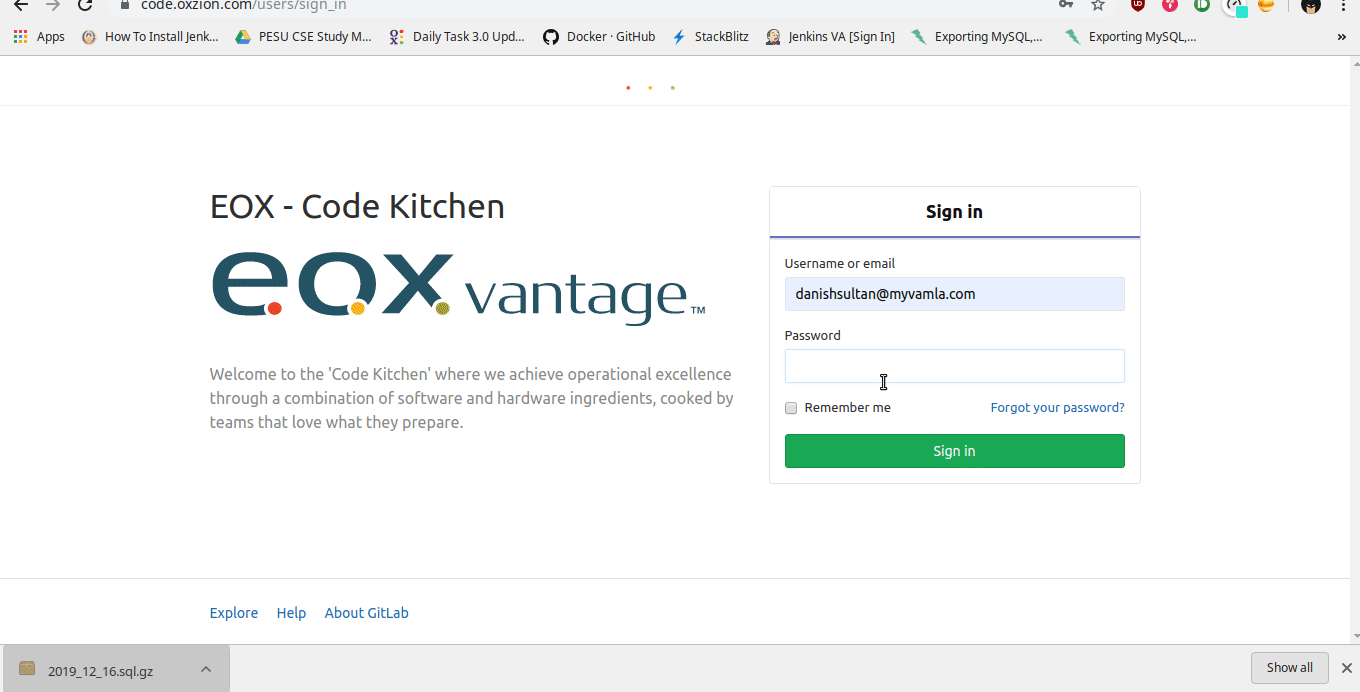 code.oxzion.com/users/sign_in
Apps How To Install Jenk... PESU CSE Study M... Daily Task 3.0 Upd... Docker · GitHub StackBlitz Jenkins VA [Sign In] Exporting MySQL,... Exporting MySQL,... »
EOX - Code Kitchen
eox vantage™
Welcome to the 'Code Kitchen' where we achieve operational excellence
through a combination of software and hardware ingredients, cooked by
teams that love what they prepare.
Sign in
Username or email
danishsultan@myvamla.com
Password
Remember me Forgot your password?
Sign in
Explore Help About GitLab
2019_12_16.sql.gz
Show all